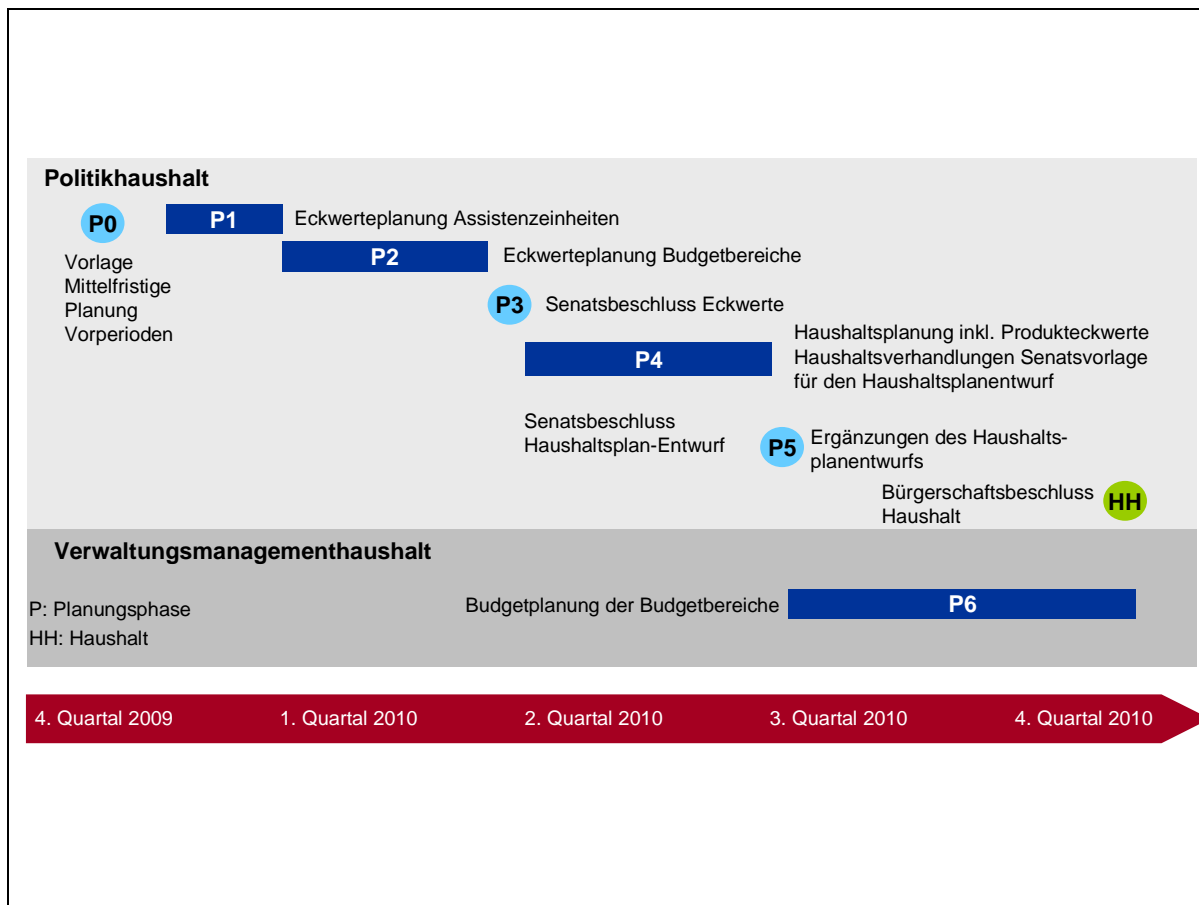 Politikhaushalt
P0
P1
Eckwerteplanung Assistenzeinheiten
Vorlage
Mittelfristige
Planung
Vorperioden
P2
Eckwerteplanung Budgetbereiche
P3
Senatsbeschluss Eckwerte
P4
Haushaltsplanung inkl. Produkteckwerte
Haushaltsverhandlungen Senatsvorlage
für den Haushaltsplanentwurf
Senatsbeschluss
Haushaltsplan-Entwurf
P5
Ergänzungen des Haushalts-
planentwurfs
Bürgerschaftsbeschluss
Haushalt
HH
Verwaltungsmanagementhaushalt
P: Planungsphase
HH: Haushalt
Budgetplanung der Budgetbereiche
P6
4. Quartal 2009
1. Quartal 2010
2. Quartal 2010
3. Quartal 2010
4. Quartal 2010